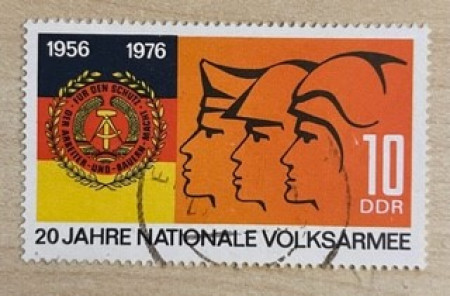 1956 1976
FÜR DEN SCHUTZ
DER ARBEITER-UND-BAUERN-MACHT
10
DDR
20 JAHRE NATIONALE VOLKSARMEE